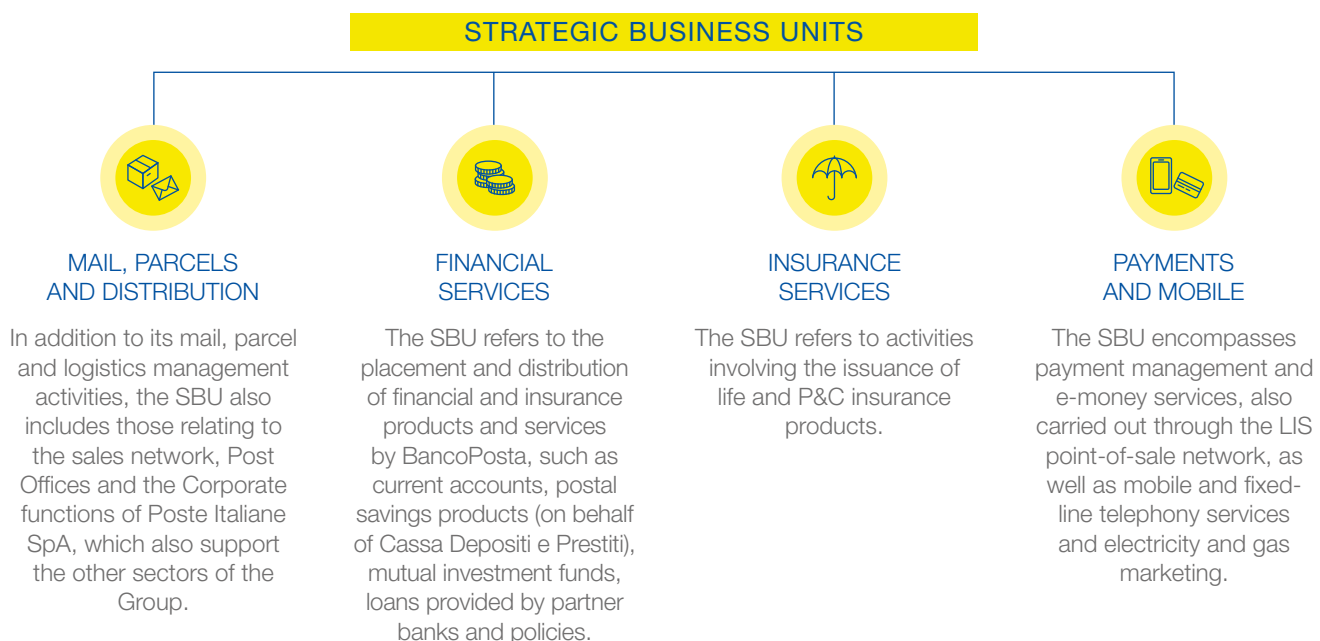 STRATEGIC BUSINESS UNITS
MAIL, PARCELS
AND DISTRIBUTION
In addition to its mail, parcel
and logistics management
activities, the SBU also
includes those relating to
the sales network, Post
Offices and the Corporate
functions of Poste Italiane
SpA, which also support
the other sectors of the
Group.
FINANCIAL
SERVICES
The SBU refers to the
placement and distribution
of financial and insurance
products and services
by BancoPosta, such as
current accounts, postal
savings products (on behalf
of Cassa Depositi e Prestiti),
mutual investment funds,
loans provided by partner
banks and policies.
INSURANCE
SERVICES
The SBU refers to activities
involving the issuance of
life and P&C insurance
products.
PAYMENTS
AND MOBILE
The SBU encompasses
payment management and
e-money services, also
carried out through the LIS
point-of-sale network, as
well as mobile and fixed-
line telephony services
and electricity and gas
marketing.